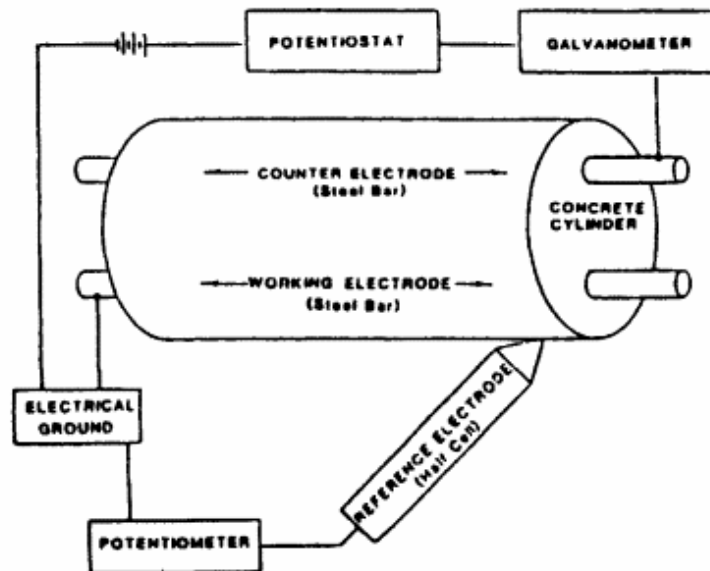 POTENTIOSTAT
GALVANOMETER
COUNTER ELECTRODE
(Steel Bar)
CONCRETE
CYLINDER
WORKING ELECTRODE
(Steel Bar)
ELECTRICAL
GROUND
REFERENCE ELECTRODE
(Half Cell)
POTENTIOMETER